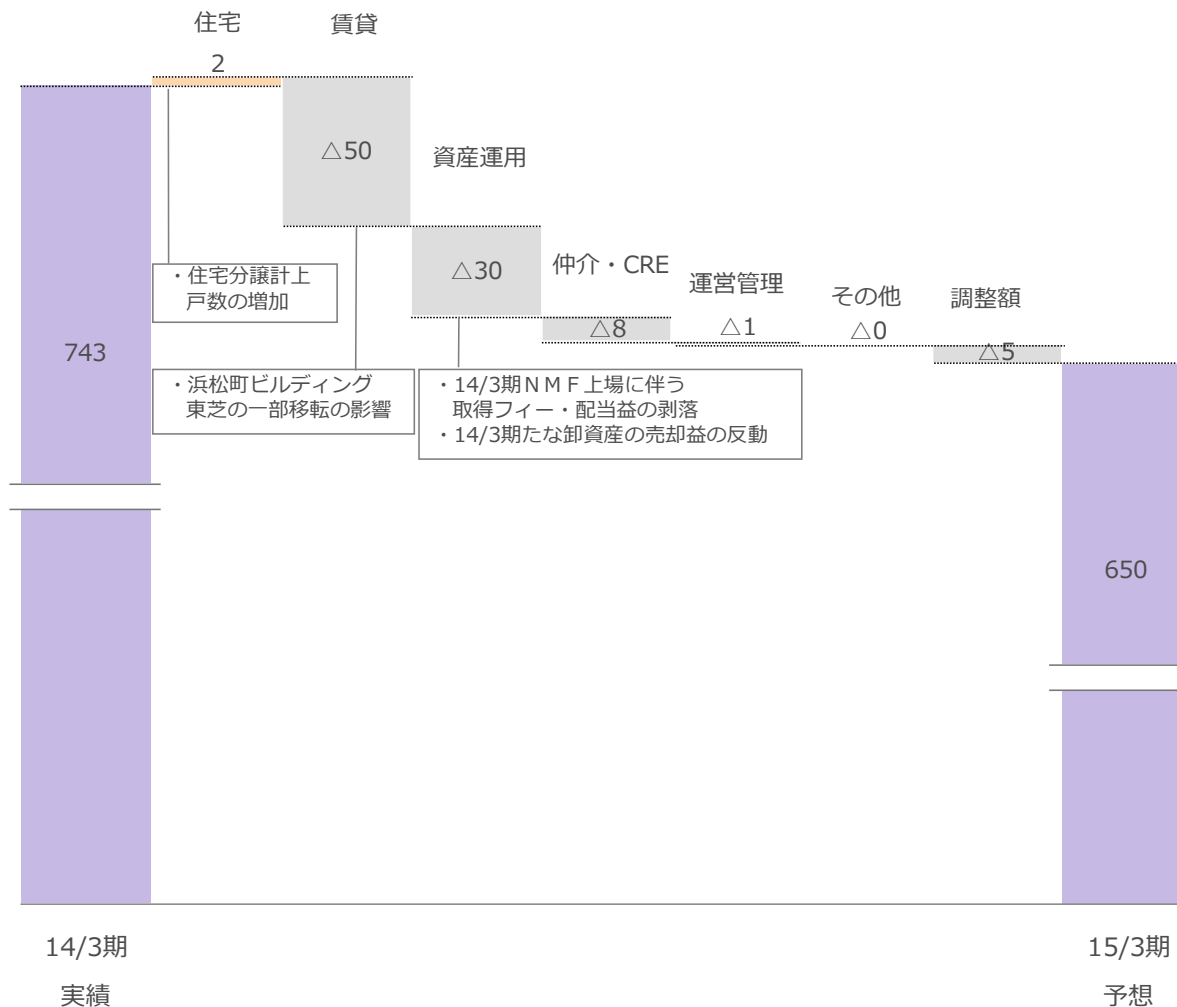 住宅
2
賃貸
△50
資産運用
△30
仲介・CRE
△8
運営管理
△1
その他
△0
調整額
△5
743
650
・住宅分譲計上
戸数の増加
・浜松町ビルディング
東芝の一部移転の影響
・14/3期ＮＭＦ上場に伴う
取得フィー・配当益の剥落
・14/3期たな卸資産の売却益の反動
14/3期
実績
15/3期
予想